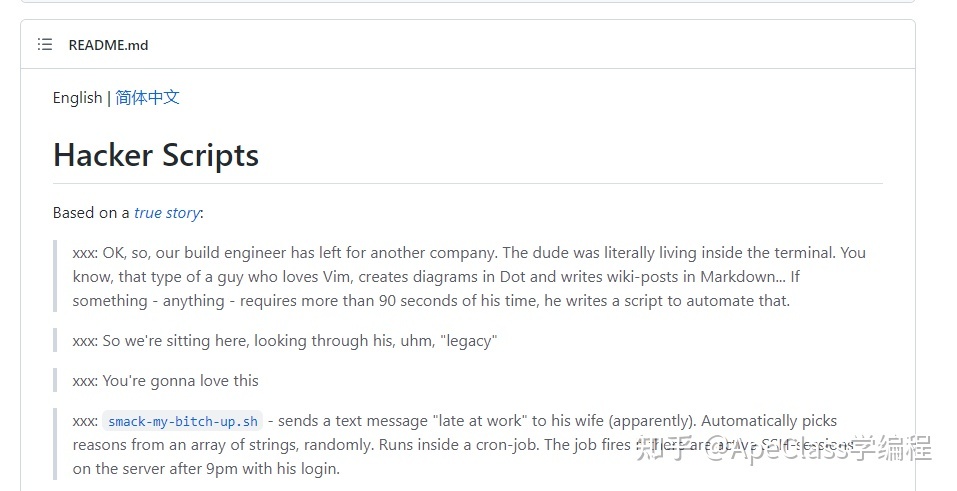 README.md
English | 简体中文
Hacker Scripts
Based on a true story:
xxx: OK, so, our build engineer has left for another company. The dude was literally living inside the terminal. You
know, that type of a guy who loves Vim, creates diagrams in Dot and writes wiki-posts in Markdown... If
something - anything - requires more than 90 seconds of his time, he writes a script to automate that.
xxx: So we're sitting here, looking through his, uhm, "legacy"
xxx: You're gonna love this
xxx: smack-my-bitch-up.sh - sends a text message "late at work" to his wife (apparently). Automatically picks
reasons from an array of strings, randomly. Runs inside a cron-job. The job fires if there are active SSH-sessions
on the server after 9pm with his login.
知乎 @ApeClass学编程